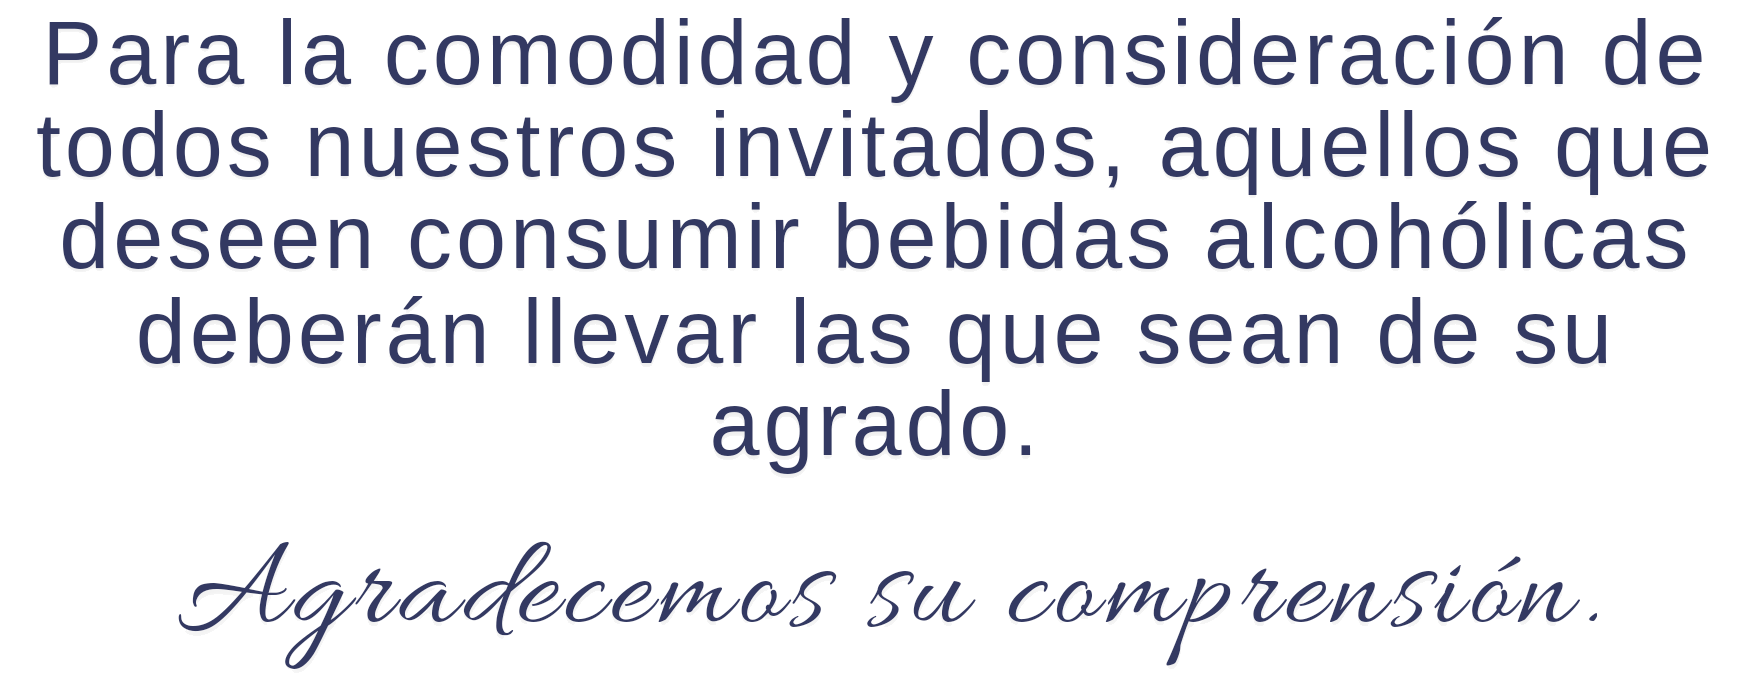 Para la comodidad y consideración de
todos nuestros invitados, aquellos que
deseen consumir bebidas alcohólicas
deberán llevar las que sean de su
agrado.
Agradecemos su comprensión.